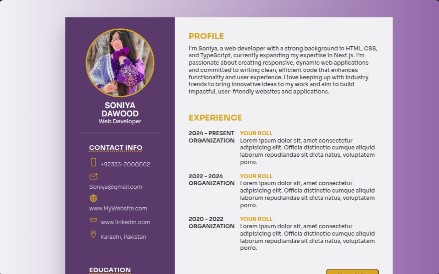 SONIYA
DAWOOD
Web Developer
CONTACT INFO
+92333-2000002
Soniya@gmail.com
www.MyWebsite.com
www.linkedin.com
Karachi, Pakistan
EDUCATION
PROFILE
I'm Soniya, a web developer with a strong background in HTML, CSS,
and TypeScript, currently expanding my expertise in Next.js. I'm
passionate about creating responsive, dynamic web applications
and committed to writing clean, efficient code that enhances
functionality and user experience. I love keeping up with industry
trends to bring innovative ideas to my work and aim to build
impactful, user-friendly websites and applications.
EXPERIENCE
2024 - PRESENT YOUR ROLL
ORGANIZATION Lorem ipsum dolor sit, amet consectetur
adipisicing elit. Officia distinctio cumque aliquid
laborum repudiandae sit dicta natus, voluptatem
porro.
2022 - 2024 YOUR ROLL
ORGANIZATION Lorem ipsum dolor sit, amet consectetur
adipisicing elit. Officia distinctio cumque aliquid
laborum repudiandae sit dicta natus, voluptatem
porro.
2020 - 2022 YOUR ROLL
ORGANIZATION Lorem ipsum dolor sit, amet consectetur
adipisicing elit. Officia distinctio cumque aliquid
laborum repudiandae sit dicta natus, voluptatem
porro.